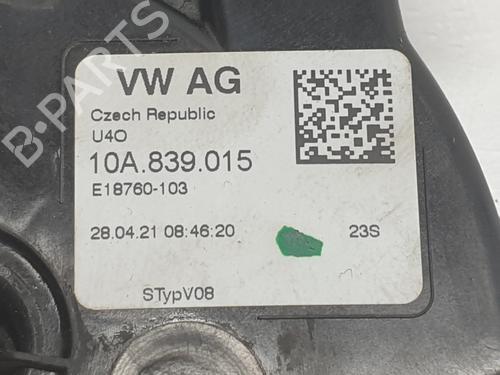 VW AG
Czech Republic
U4O
10A.839.015
E18760-103
28.04.21 08:46:20
23S
STypV08
B-PARTS